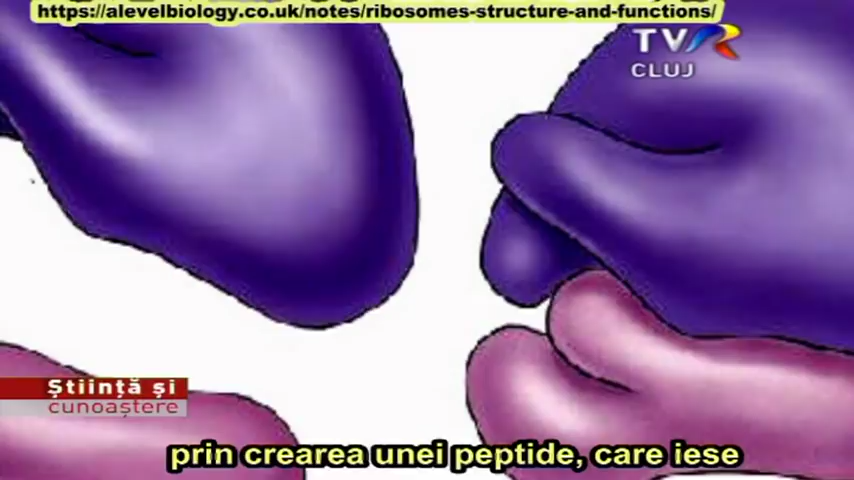 https://alevelbiology.co.uk/notes/ribosomes-structure-and-functions/
TVR
CLUJ
Știință și
cunoaștere
prin crearea unei peptide, care iese